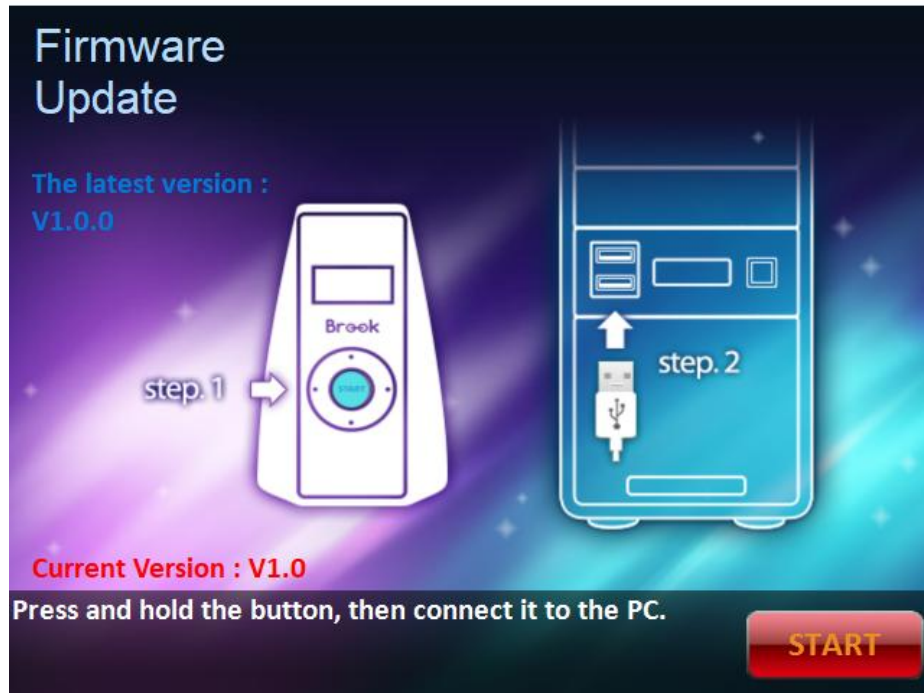 Firmware
Update
The latest version :
V1.0.0
Brook
step. 1
START
step. 2
Current Version : V1.0
Press and hold the button, then connect it to the PC.
START